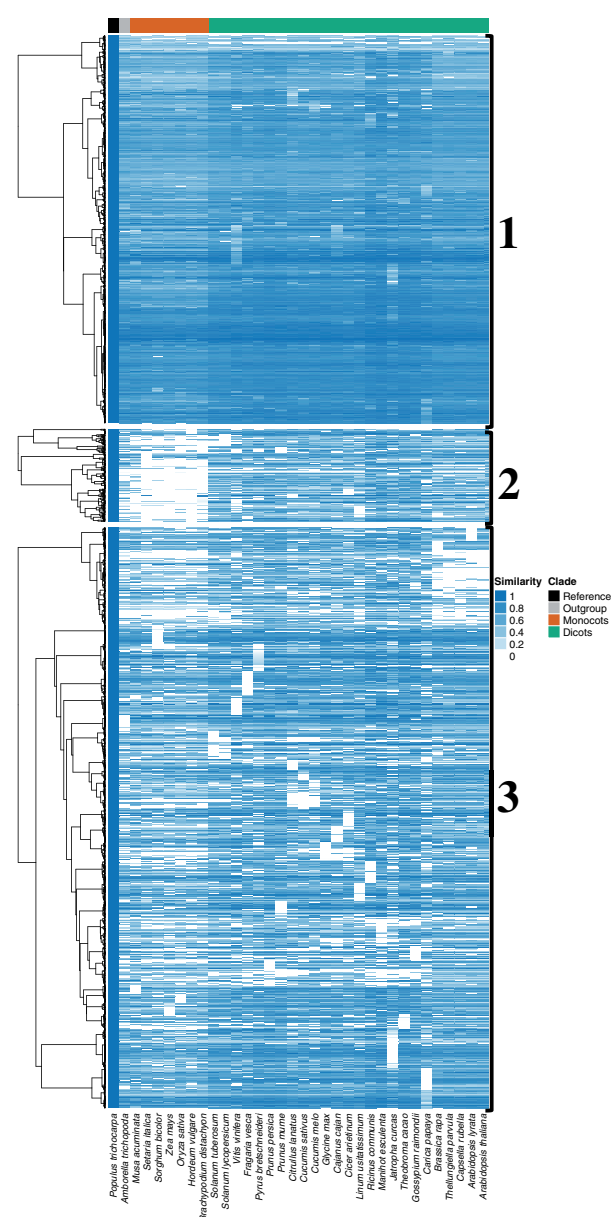 1
2
Similarity Clade
1 Reference
0.8 Outgroup
0.6 Monocots
0.4 Dicots
0.2
0
3
Populus trichocarpa
Amborella trichopoda
Musa acuminata
Setaria italica
Sorghum bicolor
Zea mays
Oryza sativa
Hordeum vulgare
Brachypodium distachyon
Solanum tuberosum
Solanum lycopersicum
Vitis vinifera
Fragaria vesca
Pyrus bretschneideri
Prunus persica
Prunus mume
Citrullus lanatus
Cucumis sativus
Cucumis melo
Glycine max
Cajanus cajan
Cicer arietinum
Linum usitatissimum
Ricinus communis
Manihot esculenta
Jatropha curcas
Theobroma cacao
Gossypium raimondii
Carica papaya
Brassica rapa
Thellungiella parvula
Capsella rubella
Arabidopsis lyrata
Arabidopsis thaliana